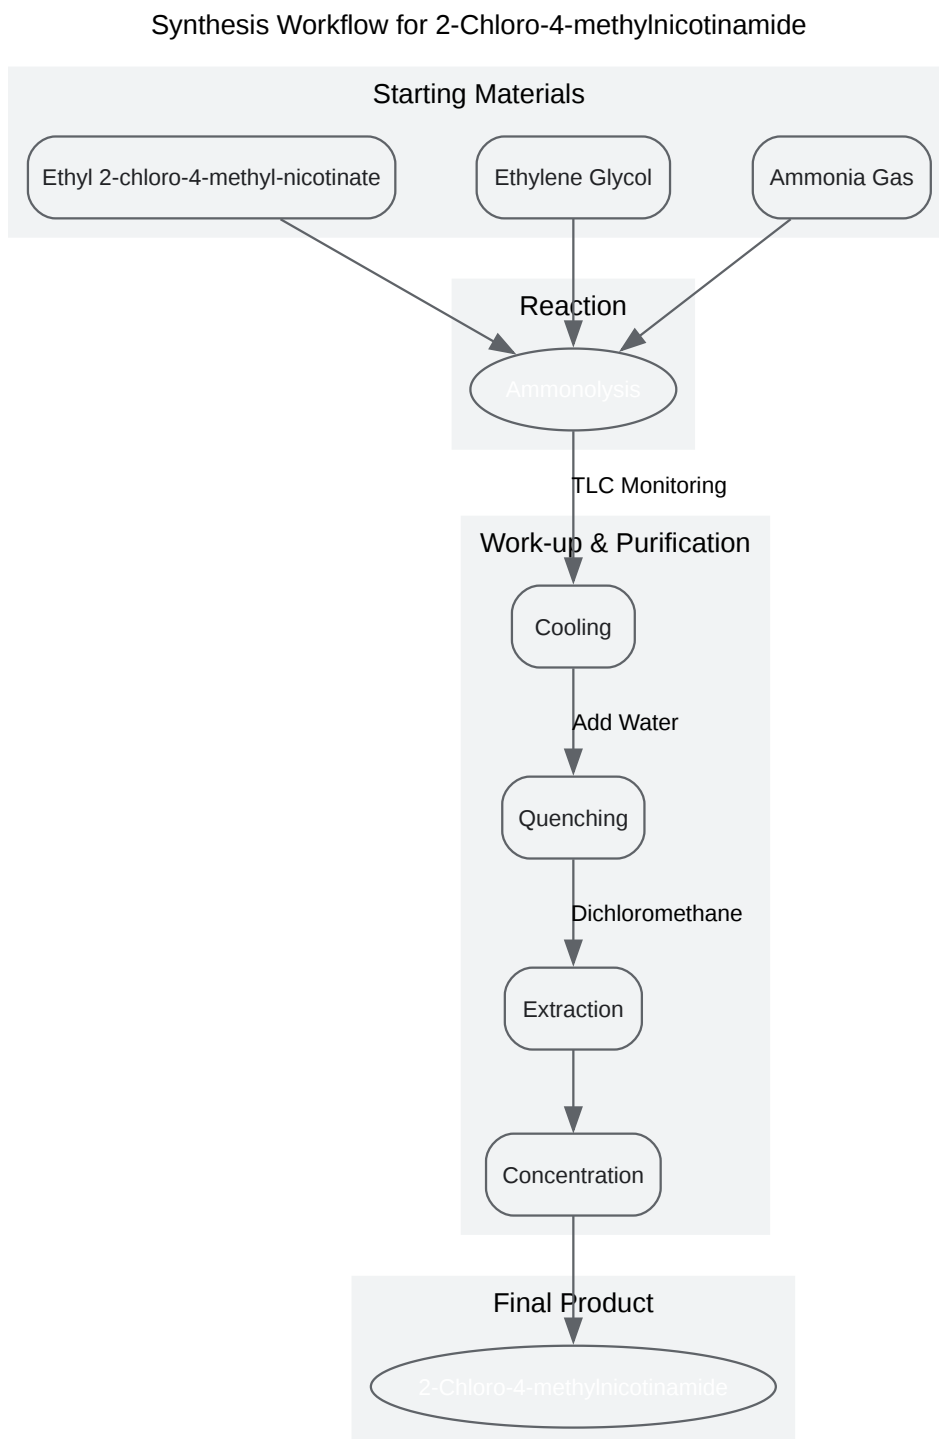 Synthesis Workflow for 2-Chloro-4-methylnicotinamide
Starting Materials
Ethyl 2-chloro-4-methyl-nicotinate
Ethylene Glycol
Ammonia Gas
Reaction
Ammonolysis
TLC Monitoring
Work-up & Purification
Cooling
Add Water
Quenching
Dichloromethane
Extraction
Concentration
Final Product
2-Chloro-4-methylnicotinamide